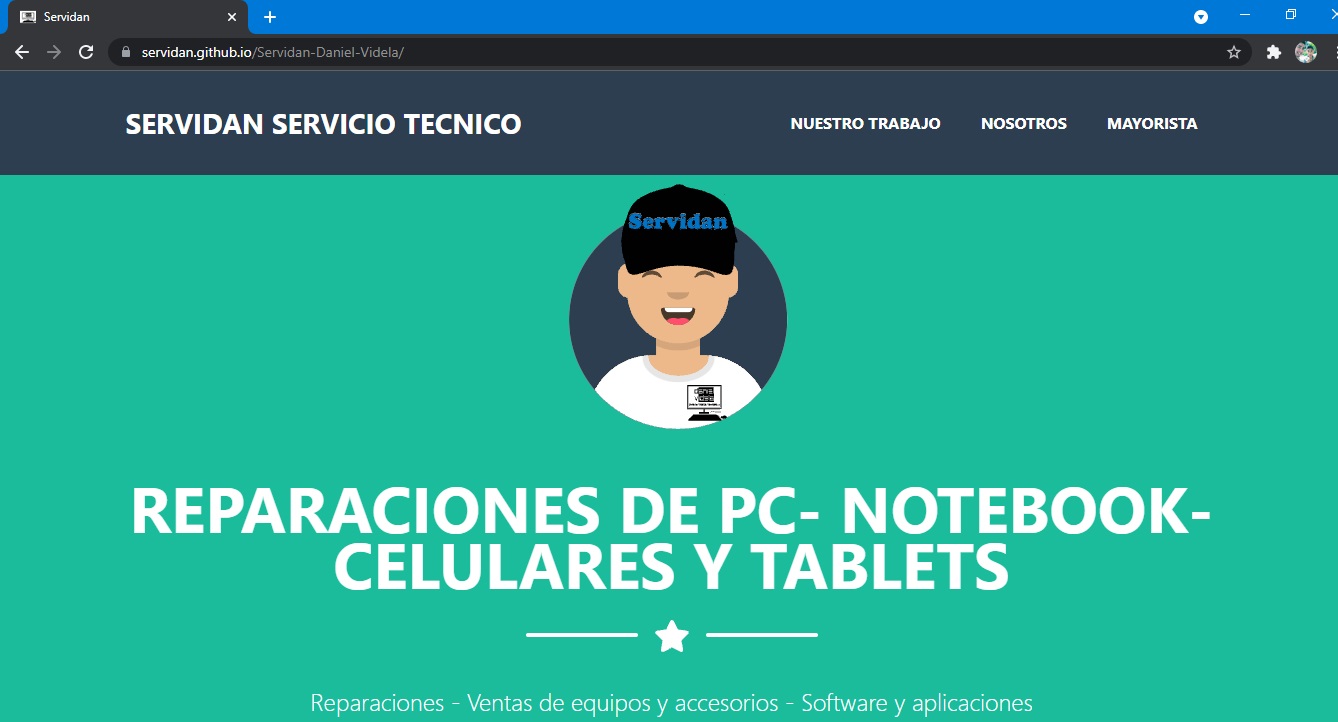 Servidan
servidan.github.io/Servidan-Daniel-Videla/
SERVIDAN SERVICIO TECNICO
NUESTRO TRABAJO NOSOTROS MAYORISTA
Servidan
REPARACIONES DE PC- NOTEBOOK-
CELULARES Y TABLETS
Reparaciones - Ventas de equipos y accesorios - Software y aplicaciones